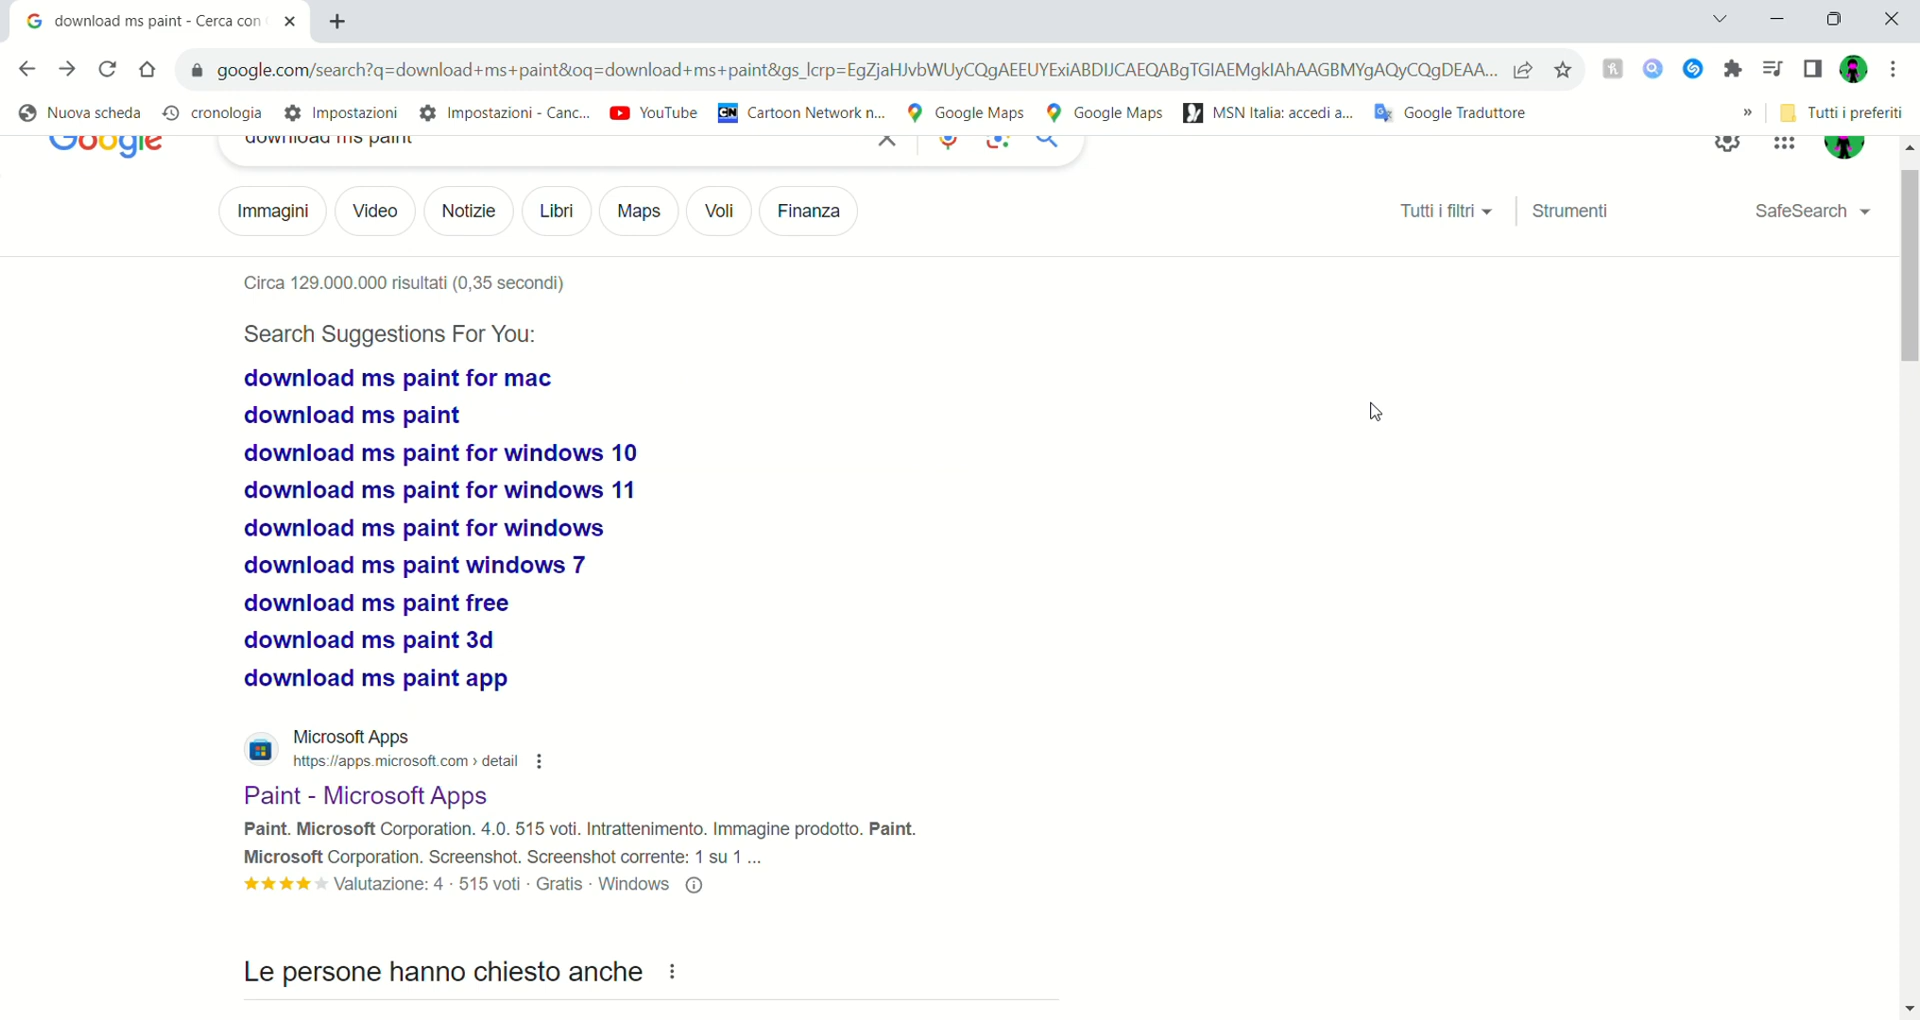 download ms paint - Cerca con
google.com/search?q=download+ms+paint&oq=download+ms+paint&gs_lcrp=EgZjaHJvbWUyCQgAEEUYExiABDIJCAEQABgTGIAEMgkIAhAAGBMYgAQyCQgDEAA...
Nuova scheda cronologia Impostazioni Impostazioni - Canc... YouTube CN Cartoon Network n... Google Maps Google Maps MSN Italia: accedi a... Google Traduttore » Tutti i preferiti
Google download ms paint
Immagini Video Notizie Libri Maps Voli Finanza Tutti i filtri Strumenti SafeSearch
Circa 129.000.000 risultati (0,35 secondi)
Search Suggestions For You:
download ms paint for mac
download ms paint
download ms paint for windows 10
download ms paint for windows 11
download ms paint for windows
download ms paint windows 7
download ms paint free
download ms paint 3d
download ms paint app
Microsoft Apps
https://apps.microsoft.com › detail
Paint - Microsoft Apps
Paint. Microsoft Corporation. 4.0. 515 voti. Intrattenimento. Immagine prodotto. Paint.
Microsoft Corporation. Screenshot. Screenshot corrente: 1 su 1 ...
Valutazione: 4 · 515 voti · Gratis · Windows
Le persone hanno chiesto anche